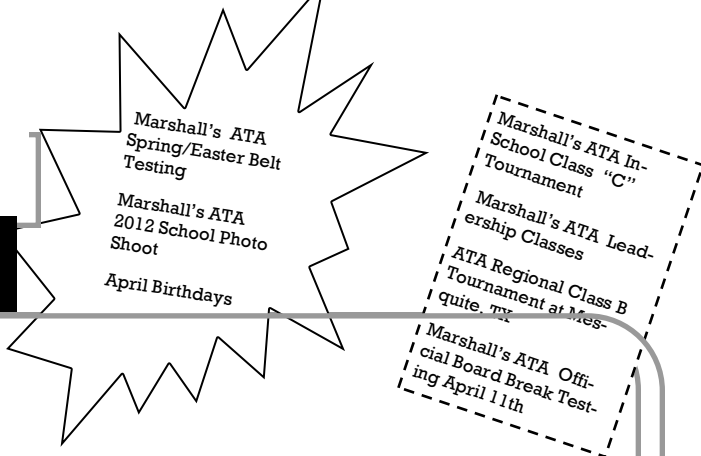 Marshall's ATA
Spring/Easter Belt
Testing
Marshall's ATA
2012 School Photo
Shoot
April Birthdays
Marshall's ATA In-
School Class "C"
Tournament
Marshall's ATA Lead-
ership Classes
ATA Regional Class B
Tournament at Mes-
quite, TX
Marshall's ATA Offi-
cial Board Break Test-
ing April 11th